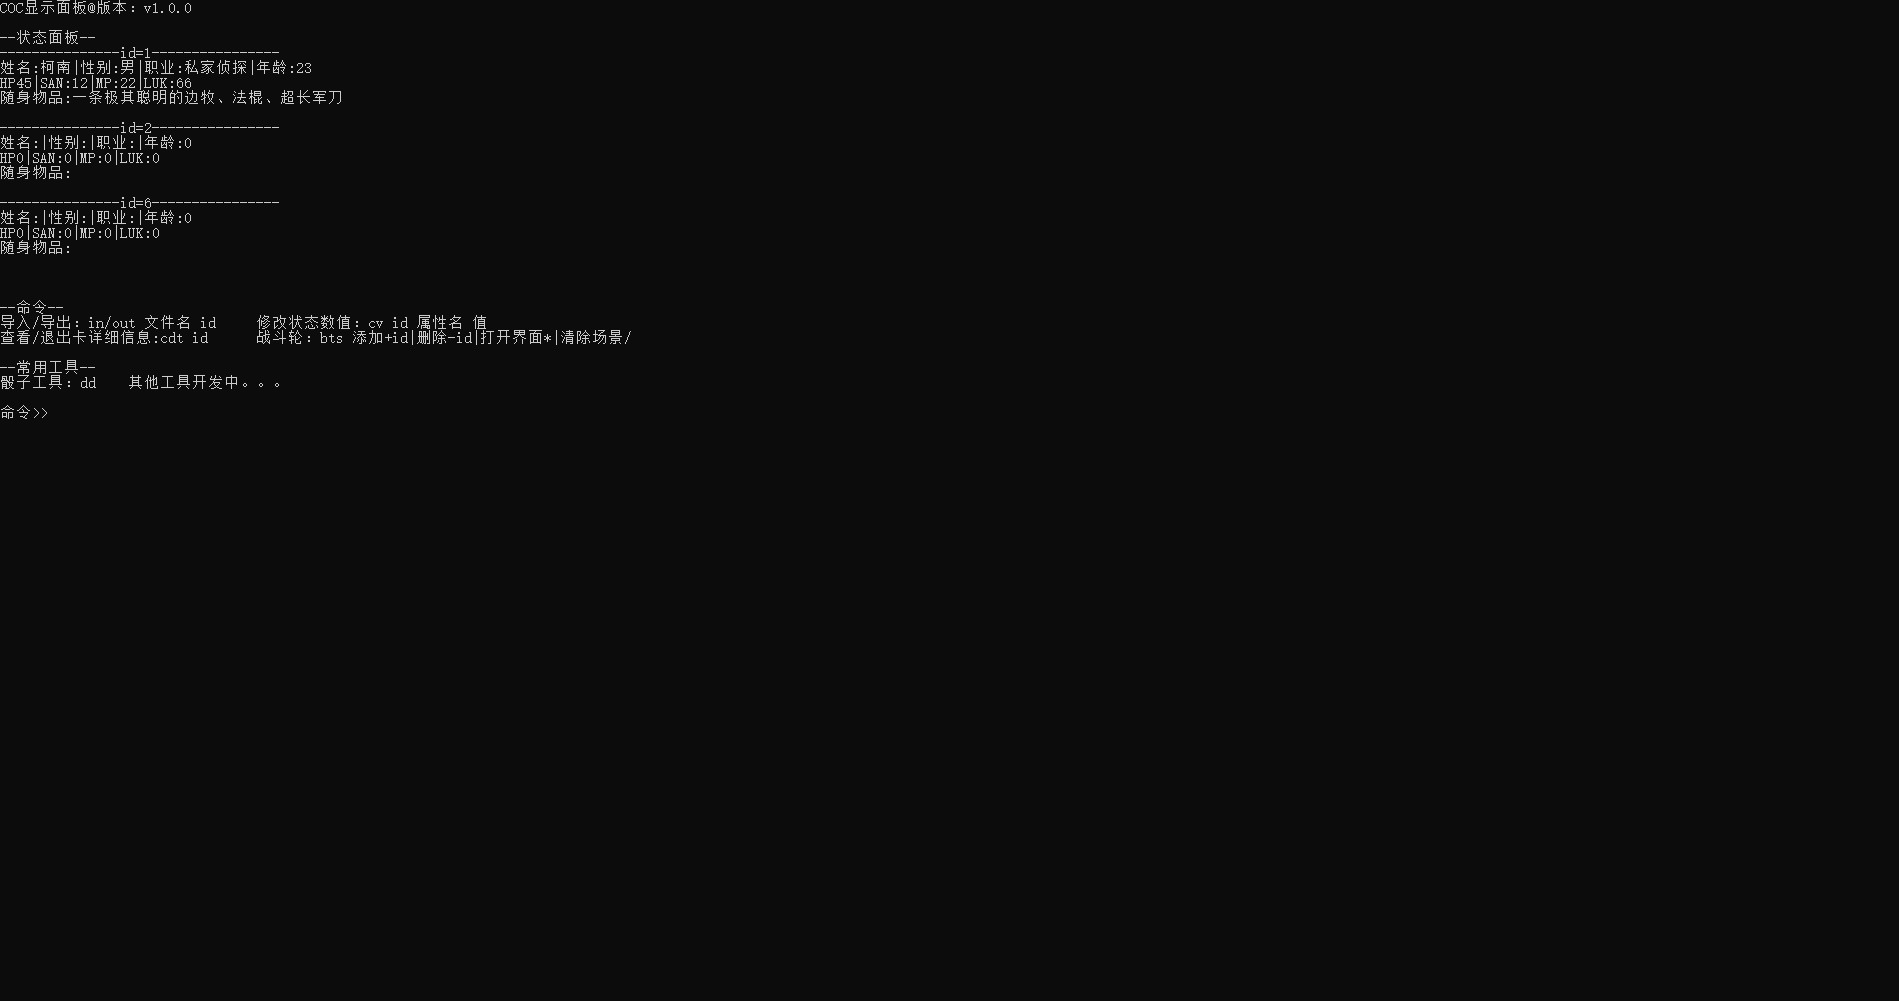 COC显示面板@版本：v1.0.0
--状态面板--
---------------id=1----------------
姓名:柯南|性别:男|职业:私家侦探|年龄:23
HP45|SAN:12|MP:22|LUK:66
随身物品:一条极其聪明的边牧、法棍、超长军刀
---------------id=2----------------
姓名:|性别:|职业:|年龄:0
HP0|SAN:0|MP:0|LUK:0
随身物品:
---------------id=6----------------
姓名:|性别:|职业:|年龄:0
HP0|SAN:0|MP:0|LUK:0
随身物品:
--命令--
导入/导出：in/out 文件名 id     修改状态数值：cv id 属性名 值
查看/退出卡详细信息:cdt id      战斗轮：bts 添加+id|删除-id|打开界面*|清除场景/
--常用工具--
骰子工具：dd    其他工具开发中。。。
命令>>